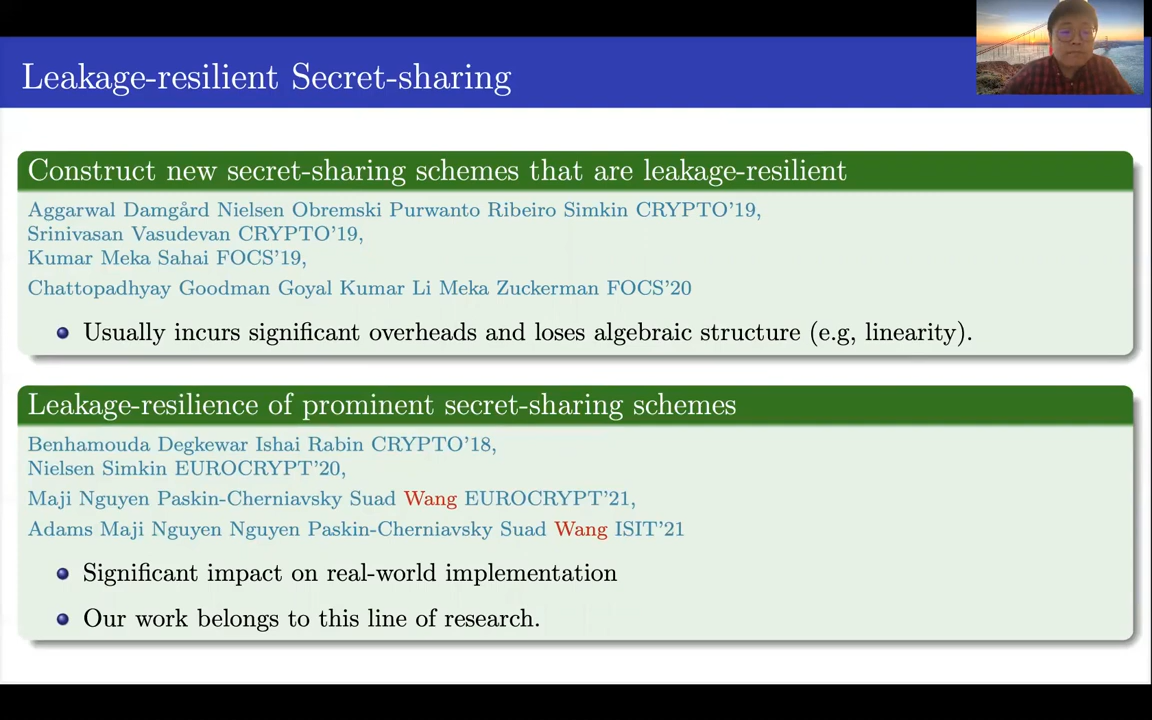 Leakage-resilient Secret-sharing
Construct new secret-sharing schemes that are leakage-resilient
Aggarwal Damgård Nielsen Obremski Purwanto Ribeiro Simkin CRYPTO'19,
Srinivasan Vasudevan CRYPTO'19,
Kumar Meka Sahai FOCS'19,
Chattopadhyay Goodman Goyal Kumar Li Meka Zuckerman FOCS'20
Usually incurs significant overheads and loses algebraic structure (e.g, linearity).
Leakage-resilience of prominent secret-sharing schemes
Benhamouda Degkewar Ishai Rabin CRYPTO'18,
Nielsen Simkin EUROCRYPT'20,
Maji Nguyen Paskin-Cherniavsky Suad Wang EUROCRYPT'21,
Adams Maji Nguyen Nguyen Paskin-Cherniavsky Suad Wang ISIT'21
Significant impact on real-world implementation
Our work belongs to this line of research.